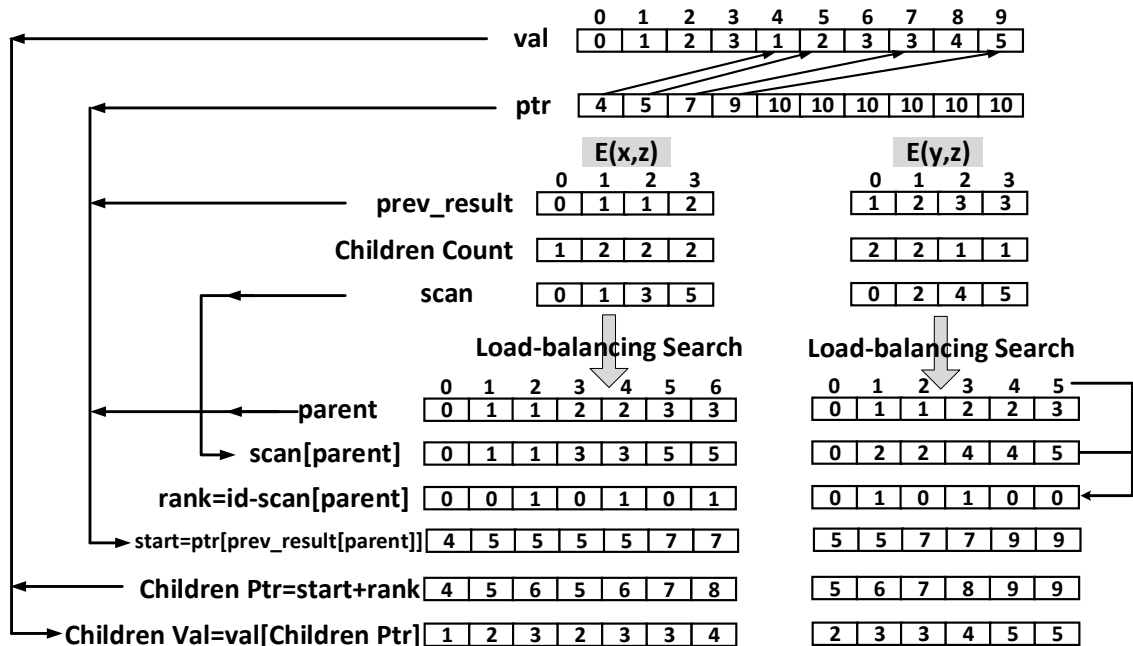 0 1 2 3 4 5 6 7 8 9
val 0 1 2 3 1 2 3 3 4 5
ptr 4 5 7 9 10 10 10 10 10 10
E(x,z) E(y,z)
0 1 2 3 0 1 2 3
prev_result 0 1 1 2 1 2 3 3
Children Count 1 2 2 2 2 2 1 1
scan 0 1 3 5 0 2 4 5
Load-balancing Search Load-balancing Search
0 1 2 3 4 5 6 0 1 2 3 4 5
parent 0 1 1 2 2 3 3 0 1 1 2 2 3
scan[parent] 0 1 1 3 3 5 5 0 2 2 4 4 5
rank=id-scan[parent] 0 0 1 0 1 0 1 0 1 0 1 0 0
start=ptr[prev_result[parent]] 4 5 5 5 5 7 7 5 5 7 7 9 9
Children Ptr=start+rank 4 5 6 5 6 7 8 5 6 7 8 9 9
Children Val=val[Children Ptr] 1 2 3 2 3 3 4 2 3 3 4 5 5